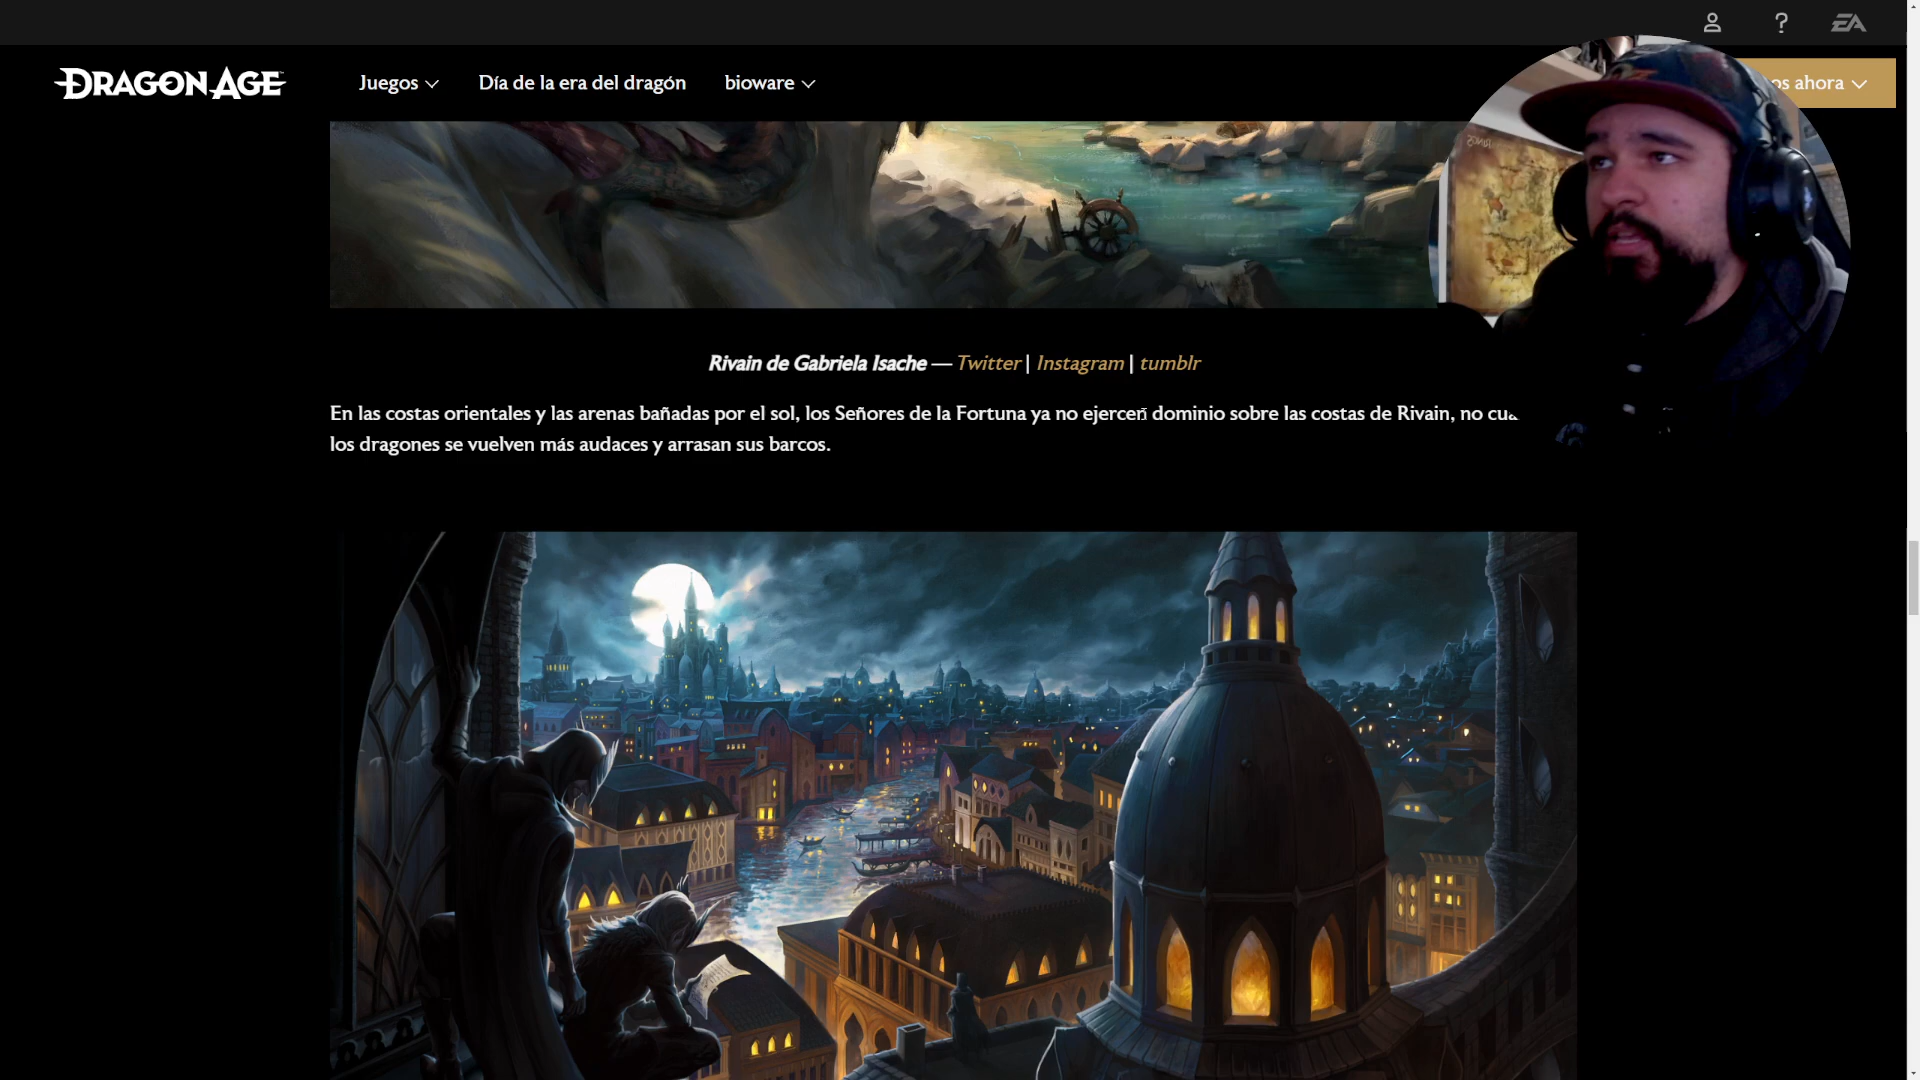 EA
DRAGON AGE
Juegos
Día de la era del dragón
bioware
os ahora
Rivain de Gabriela Isache — Twitter | Instagram | tumblr
En las costas orientales y las arenas bañadas por el sol, los Señores de la Fortuna ya no ejercen dominio sobre las costas de Rivain, no
los dragones se vuelven más audaces y arrasan sus barcos.